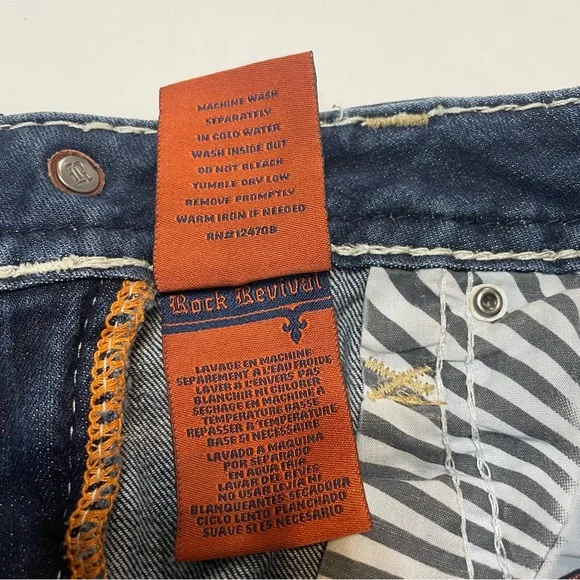 MACHINE WASH
SEPARATELY
IN COLD WATER
WASH INSIDE OUT
DO NOT BLEACH
TUMBLE DRY LOW
REMOVE PROMPTLY
WARM IRON IF NEEDED
RN#124708
Rock Revival
LAVAGE EN MACHINE
SEPAREMENT A L'EAU FROIDE
LAVER A L'ENVERS PAS
BLANCHIR NI CHLORER
SECHAGE EN MACHINE A
TEMPERATURE BASSE
REPASSER A TEMPERATURE
BASE SI NECESSAIRE
LAVADO A MAQUINA
POR SEPARADO
EN AGUA FRIA
LAVAR DEL REVES
NO USAR LEJIA NI
BLANQUEANTES-SECADORA
CICLO LENTO PLANCHADO
SUAVE SI ES NECESARIO